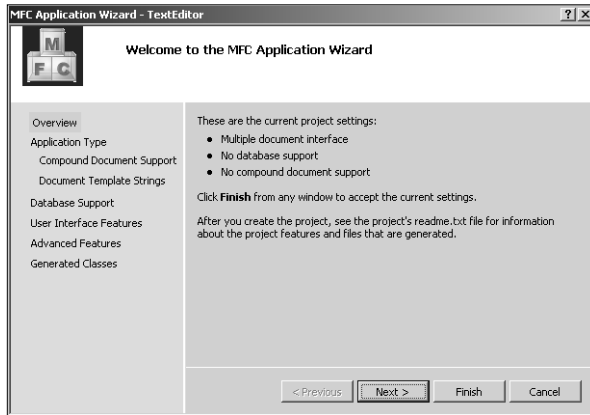 MFC Application Wizard - TextEditor
? X
M
F C
Welcome to the MFC Application Wizard
Overview
Application Type
Compound Document Support
Document Template Strings
Database Support
User Interface Features
Advanced Features
Generated Classes
These are the current project settings:
• Multiple document interface
• No database support
• No compound document support
Click Finish from any window to accept the current settings.
After you create the project, see the project's readme.txt file for information
about the project features and files that are generated.
< Previous Next > Finish Cancel